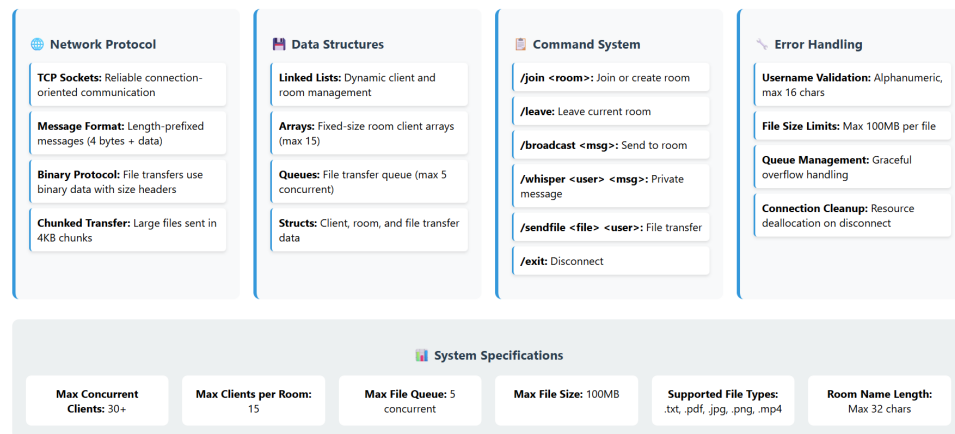 Network Protocol
TCP Sockets: Reliable connection-
oriented communication
Message Format: Length-prefixed
messages (4 bytes + data)
Binary Protocol: File transfers use
binary data with size headers
Chunked Transfer: Large files sent in
4KB chunks
Data Structures
Linked Lists: Dynamic client and
room management
Arrays: Fixed-size room client arrays
(max 15)
Queues: File transfer queue (max 5
concurrent)
Structs: Client, room, and file transfer
data
Command System
/join <room>: Join or create room
/leave: Leave current room
/broadcast <msg>: Send to room
/whisper <user> <msg>: Private
message
/sendfile <file> <user>: File transfer
/exit: Disconnect
Error Handling
Username Validation: Alphanumeric,
max 16 chars
File Size Limits: Max 100MB per file
Queue Management: Graceful
overflow handling
Connection Cleanup: Resource
deallocation on disconnect
System Specifications
Max Concurrent
Clients: 30+
Max Clients per Room:
15
Max File Queue: 5
concurrent
Max File Size: 100MB
Supported File Types:
.txt, .pdf, .jpg, .png, .mp4
Room Name Length:
Max 32 chars